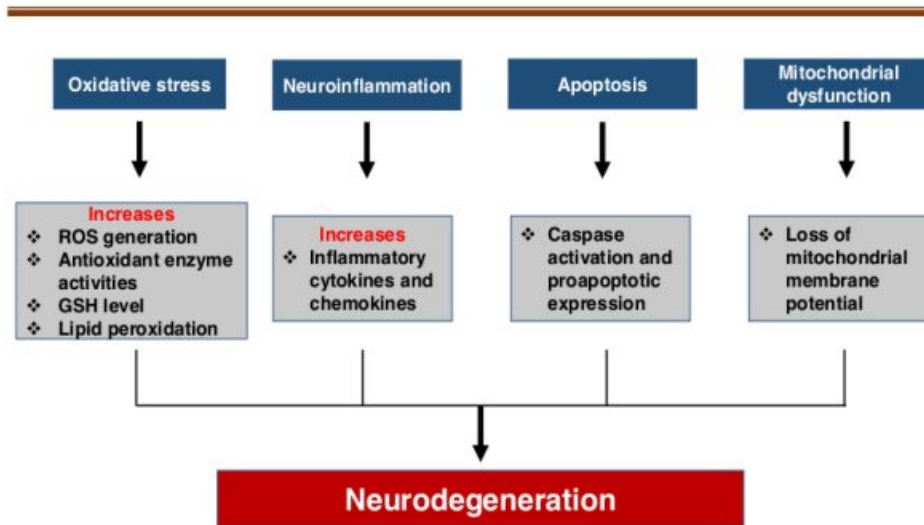 Oxidative stress
Neuroinflammation
Apoptosis
Mitochondrial
dysfunction
Increases
❖ ROS generation
❖ Antioxidant enzyme
activities
❖ GSH level
❖ Lipid peroxidation
Increases
❖ Inflammatory
cytokines and
chemokines
❖ Caspase
activation and
proapoptotic
expression
❖ Loss of
mitochondrial
membrane
potential
Neurodegeneration